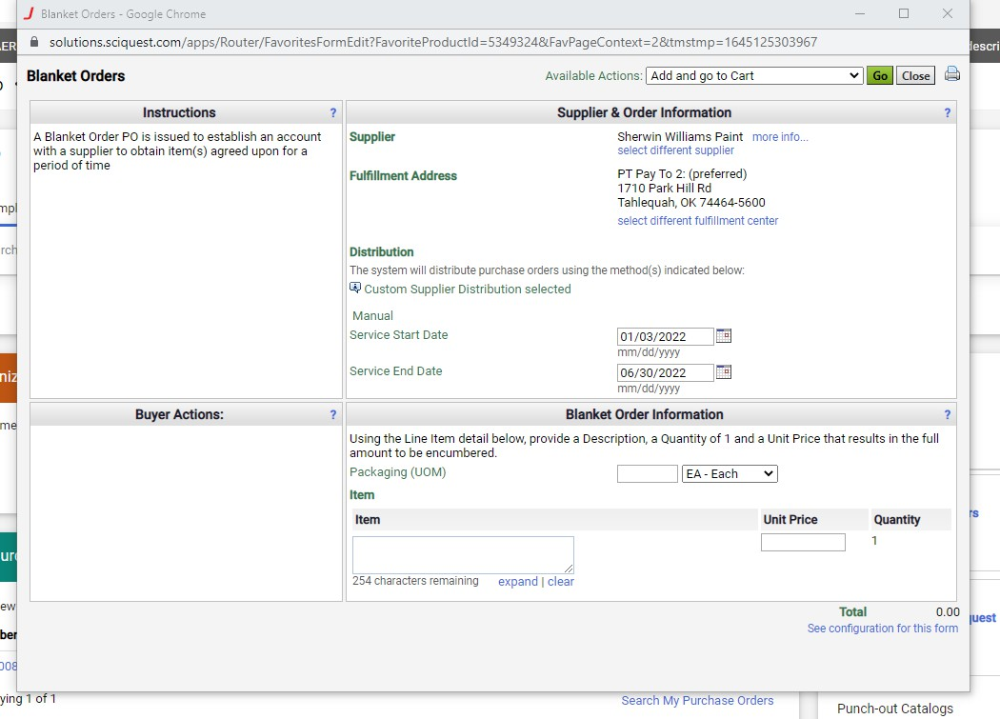 Blanket Orders - Google Chrome
solutions.sciquest.com/apps/Router/FavoritesFormEdit?FavoriteProductId=5349324&FavPageContext=2&tmstmp=1645125303967
Blanket Orders
Available Actions: Add and go to Cart Go Close
Instructions ?
A Blanket Order PO is issued to establish an account
with a supplier to obtain item(s) agreed upon for a
period of time
Supplier & Order Information ?
Supplier Sherwin Williams Paint more info...
select different supplier
Fulfillment Address PT Pay To 2: (preferred)
1710 Park Hill Rd
Tahlequah, OK 74464-5600
select different fulfillment center
Distribution
The system will distribute purchase orders using the method(s) indicated below:
Custom Supplier Distribution selected
Manual
Service Start Date 01/03/2022
mm/dd/yyyy
Service End Date 06/30/2022
mm/dd/yyyy
Buyer Actions: ?
Blanket Order Information ?
Using the Line Item detail below, provide a Description, a Quantity of 1 and a Unit Price that results in the full
amount to be encumbered.
Packaging (UOM) EA - Each
Item
Item Unit Price Quantity
1
254 characters remaining expand | clear
Total 0.00
See configuration for this form
ying 1 of 1
Search My Purchase Orders
Punch-out Catalogs